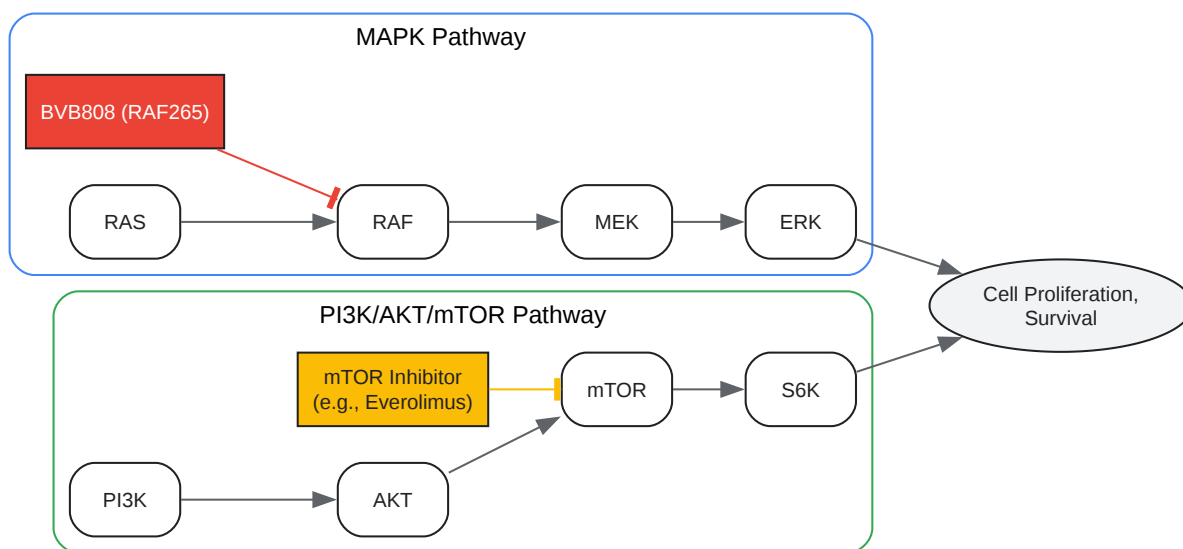 MAPK Pathway
BVB808 (RAF265)
RAS
RAF
MEK
ERK
Cell Proliferation,
Survival
PI3K/AKT/mTOR Pathway
mTOR Inhibitor
(e.g., Everolimus)
mTOR
S6K
PI3K
AKT